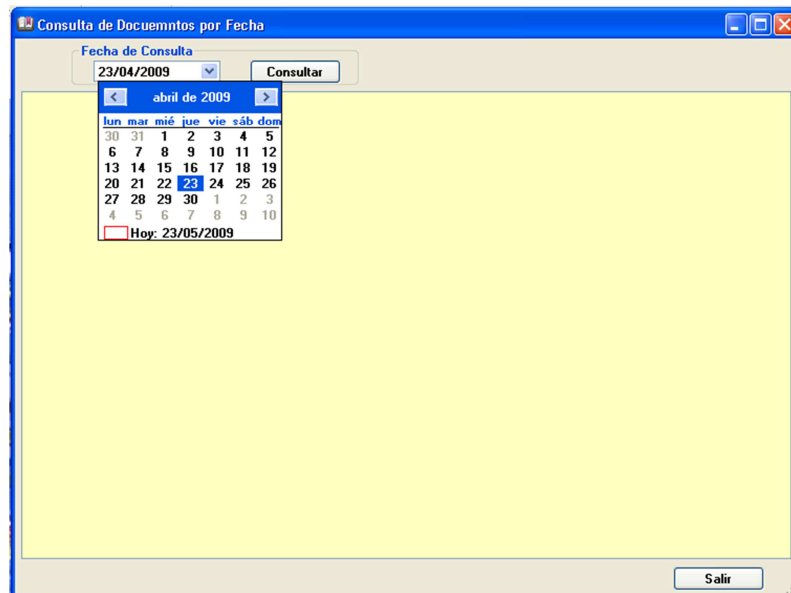 Consulta de Docuemntos por Fecha
Fecha de Consulta
23/04/2009 Consultar
abril de 2009
lun mar mié jue vie sáb dom
30 31 1 2 3 4 5
6 7 8 9 10 11 12
13 14 15 16 17 18 19
20 21 22 23 24 25 26
27 28 29 30 1 2 3
4 5 6 7 8 9 10
Hoy: 23/05/2009
Salir